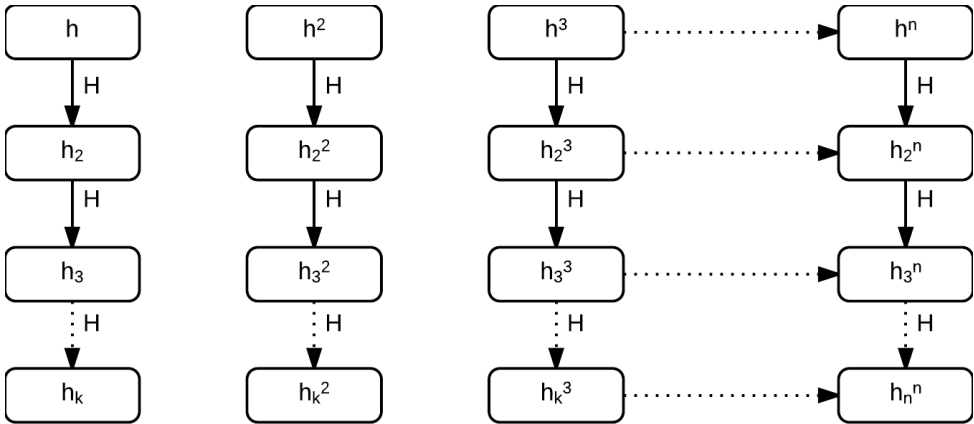 h h² h³ hⁿ
H H H H
h₂ h₂² h₂³ h₂ⁿ
H H H H
h₃ h₃² h₃³ h₃ⁿ
H H H H
hₖ hₖ² hₖ³ hₙⁿ